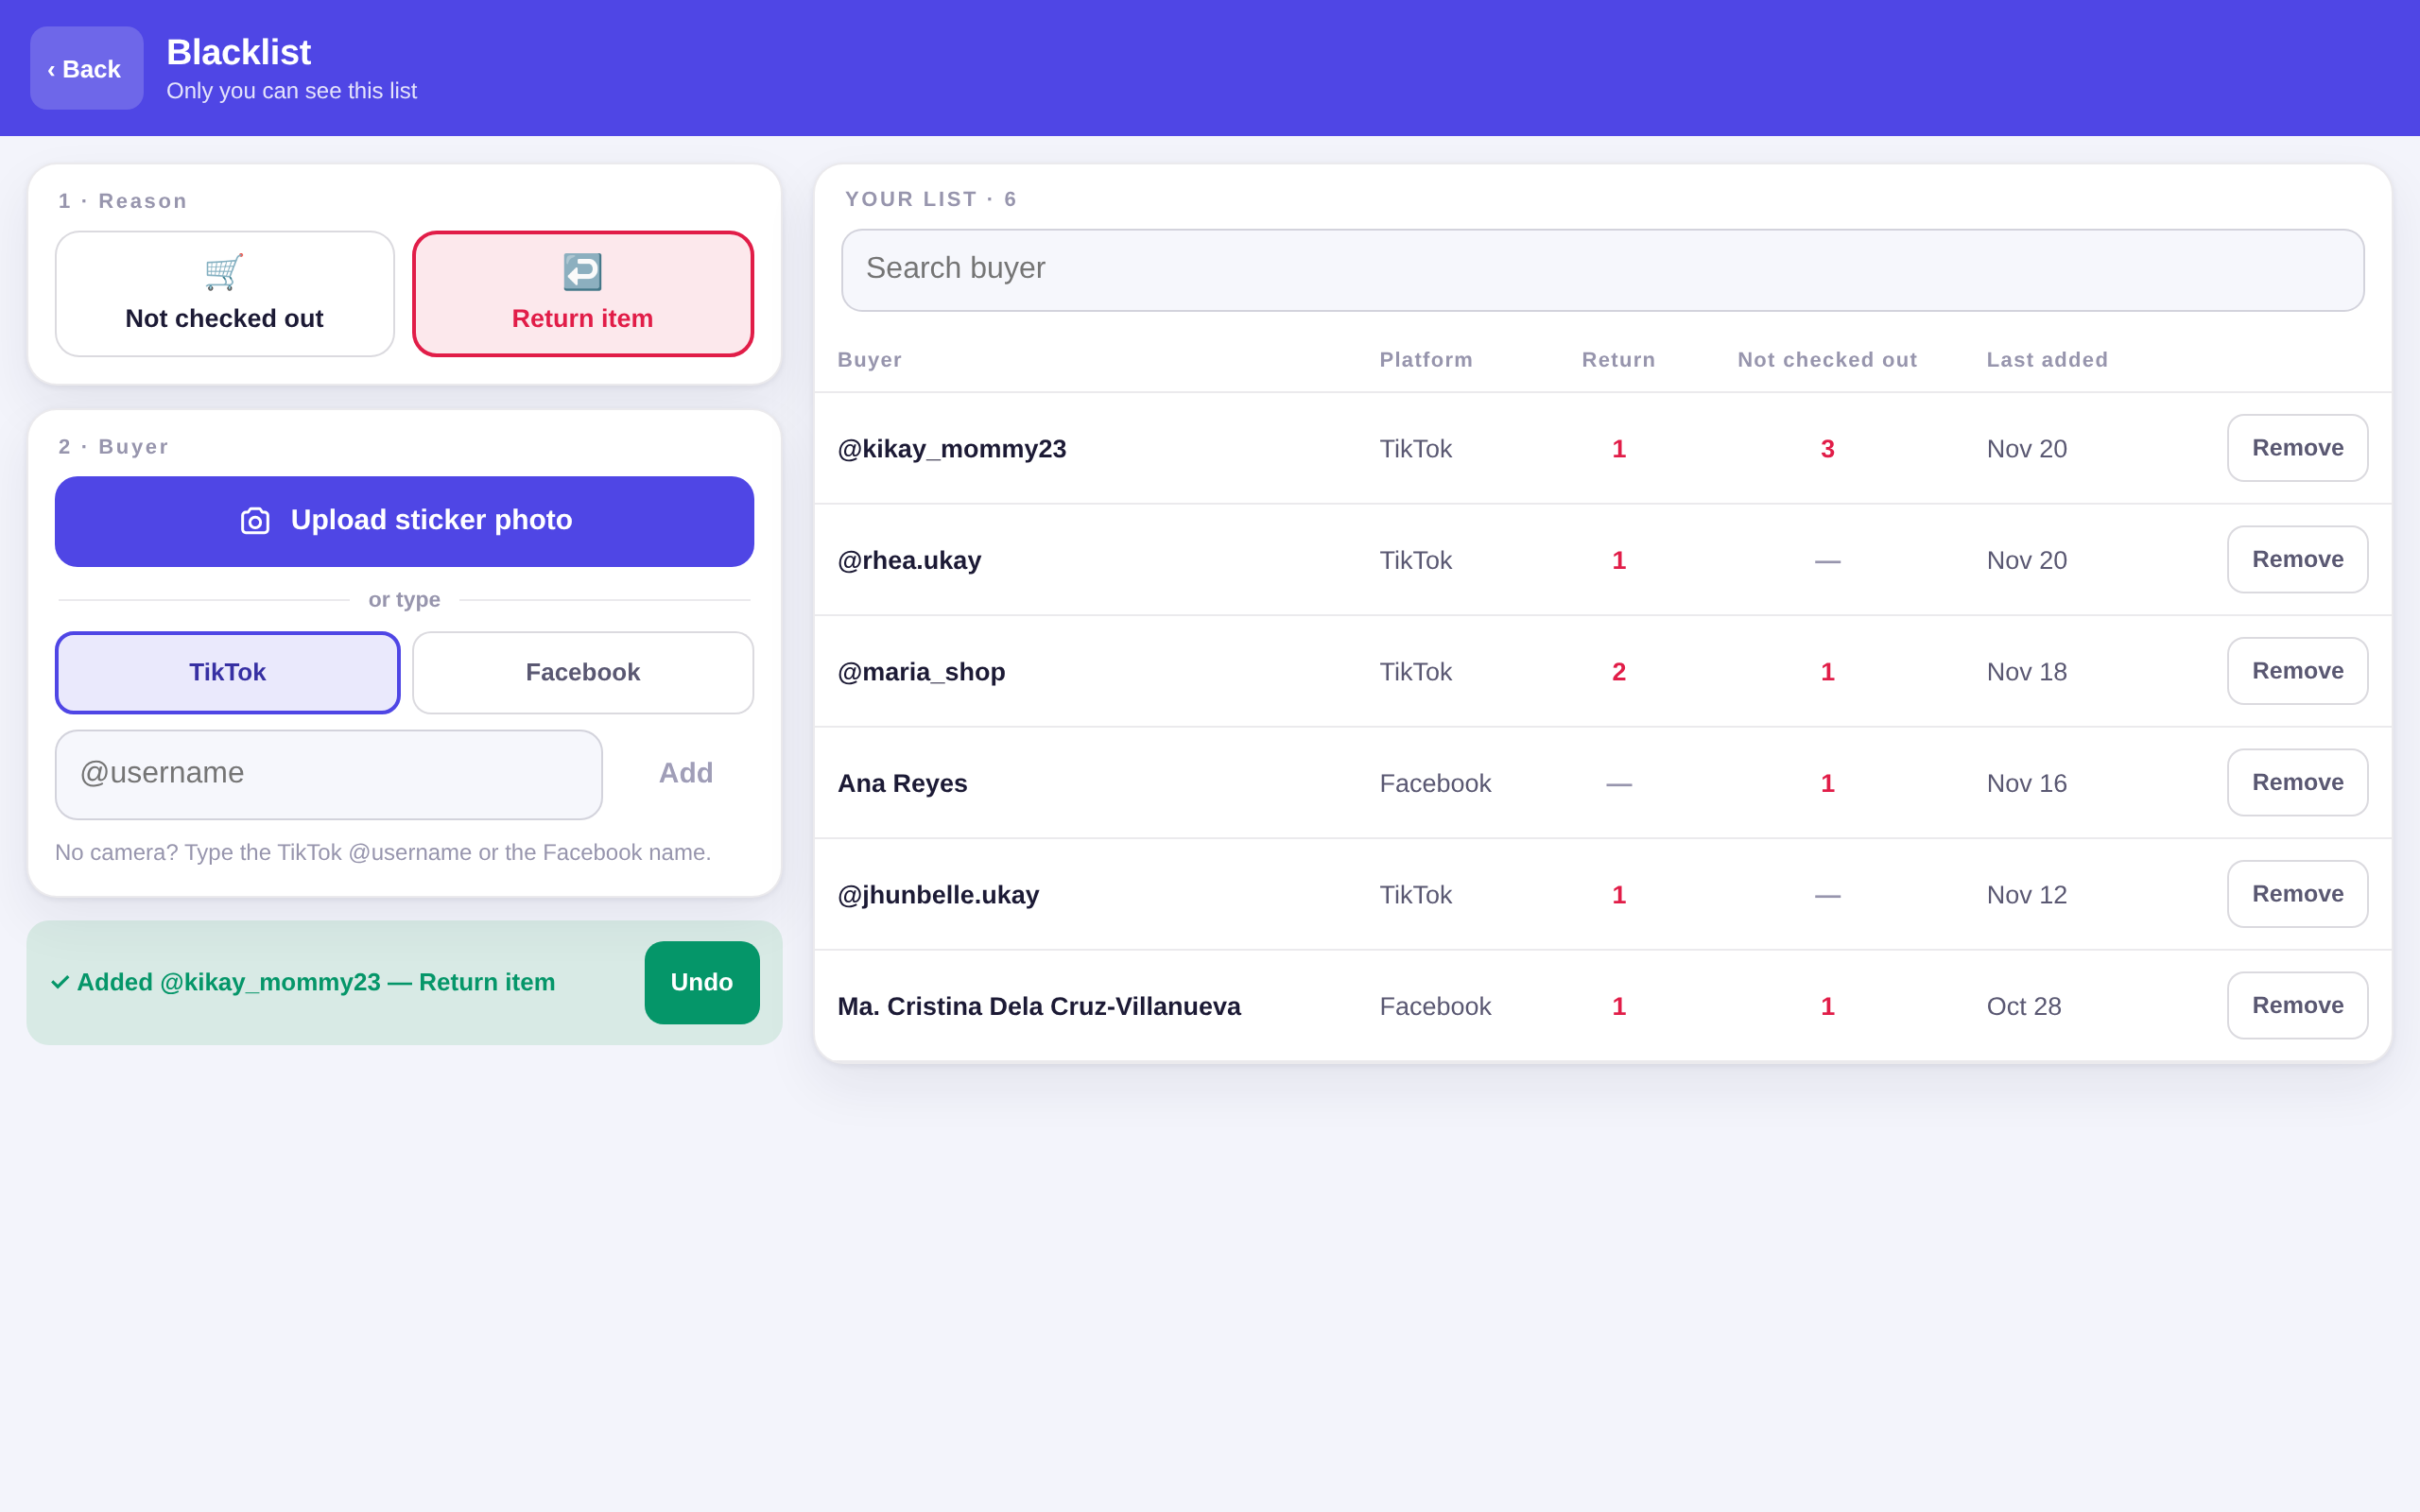 ‹ Back
Blacklist
Only you can see this list
1 · Reason
Not checked out
Return item
2 · Buyer
Upload sticker photo
or type
TikTok
Facebook
@username
Add
No camera? Type the TikTok @username or the Facebook name.
✓ Added @kikay_mommy23 — Return item
Undo
YOUR LIST · 6
Search buyer
Buyer Platform Return Not checked out Last added
@kikay_mommy23 TikTok 1 3 Nov 20 Remove
@rhea.ukay TikTok 1 — Nov 20 Remove
@maria_shop TikTok 2 1 Nov 18 Remove
Ana Reyes Facebook — 1 Nov 16 Remove
@jhunbelle.ukay TikTok 1 — Nov 12 Remove
Ma. Cristina Dela Cruz-Villanueva Facebook 1 1 Oct 28 Remove